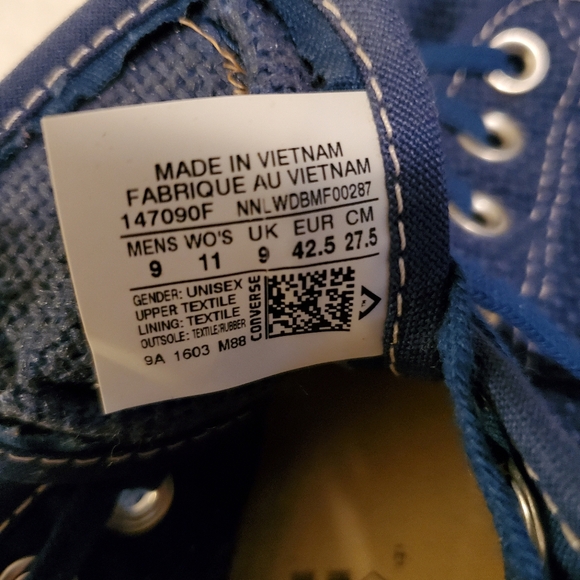 MADE IN VIETNAM
FABRIQUE AU VIETNAM
147090F NNLWDBMF00287
MENS WO'S UK EUR CM
9 11 9 42.5 27.5
GENDER: UNISEX
UPPER TEXTILE
LINING: TEXTILE
OUTSOLE: TEXTILE/RUBBER
9A 1603 M88
CONVERSE